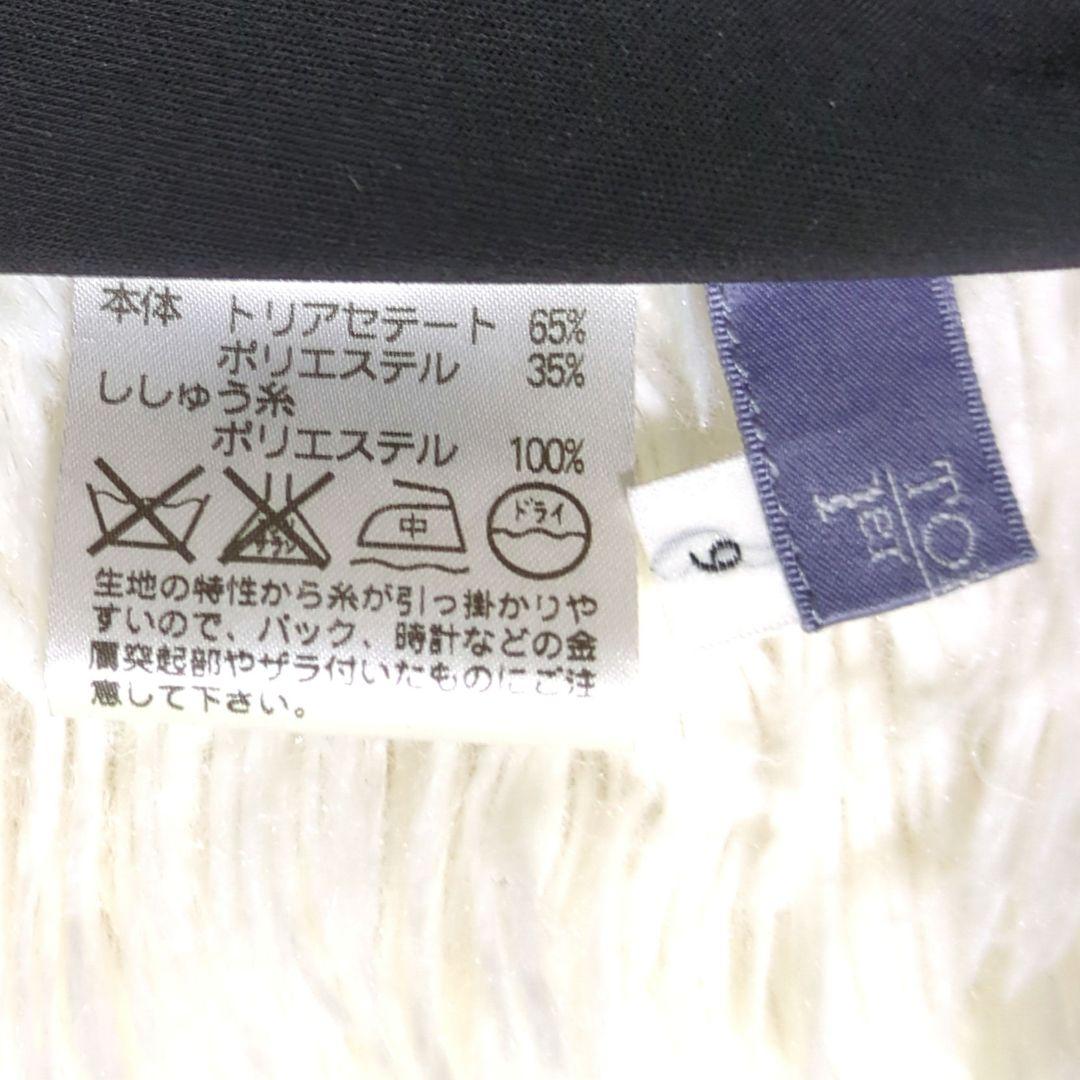 本体 トリアセテート 65%
ポリエステル 35%
ししゅう糸
ポリエステル 100%
中
ドライ
生地の特性から糸が引っ掛かりや
すいので、バック、時計などの金
属突起部やザラ付いたものにご注
意して下さい。
9
TO